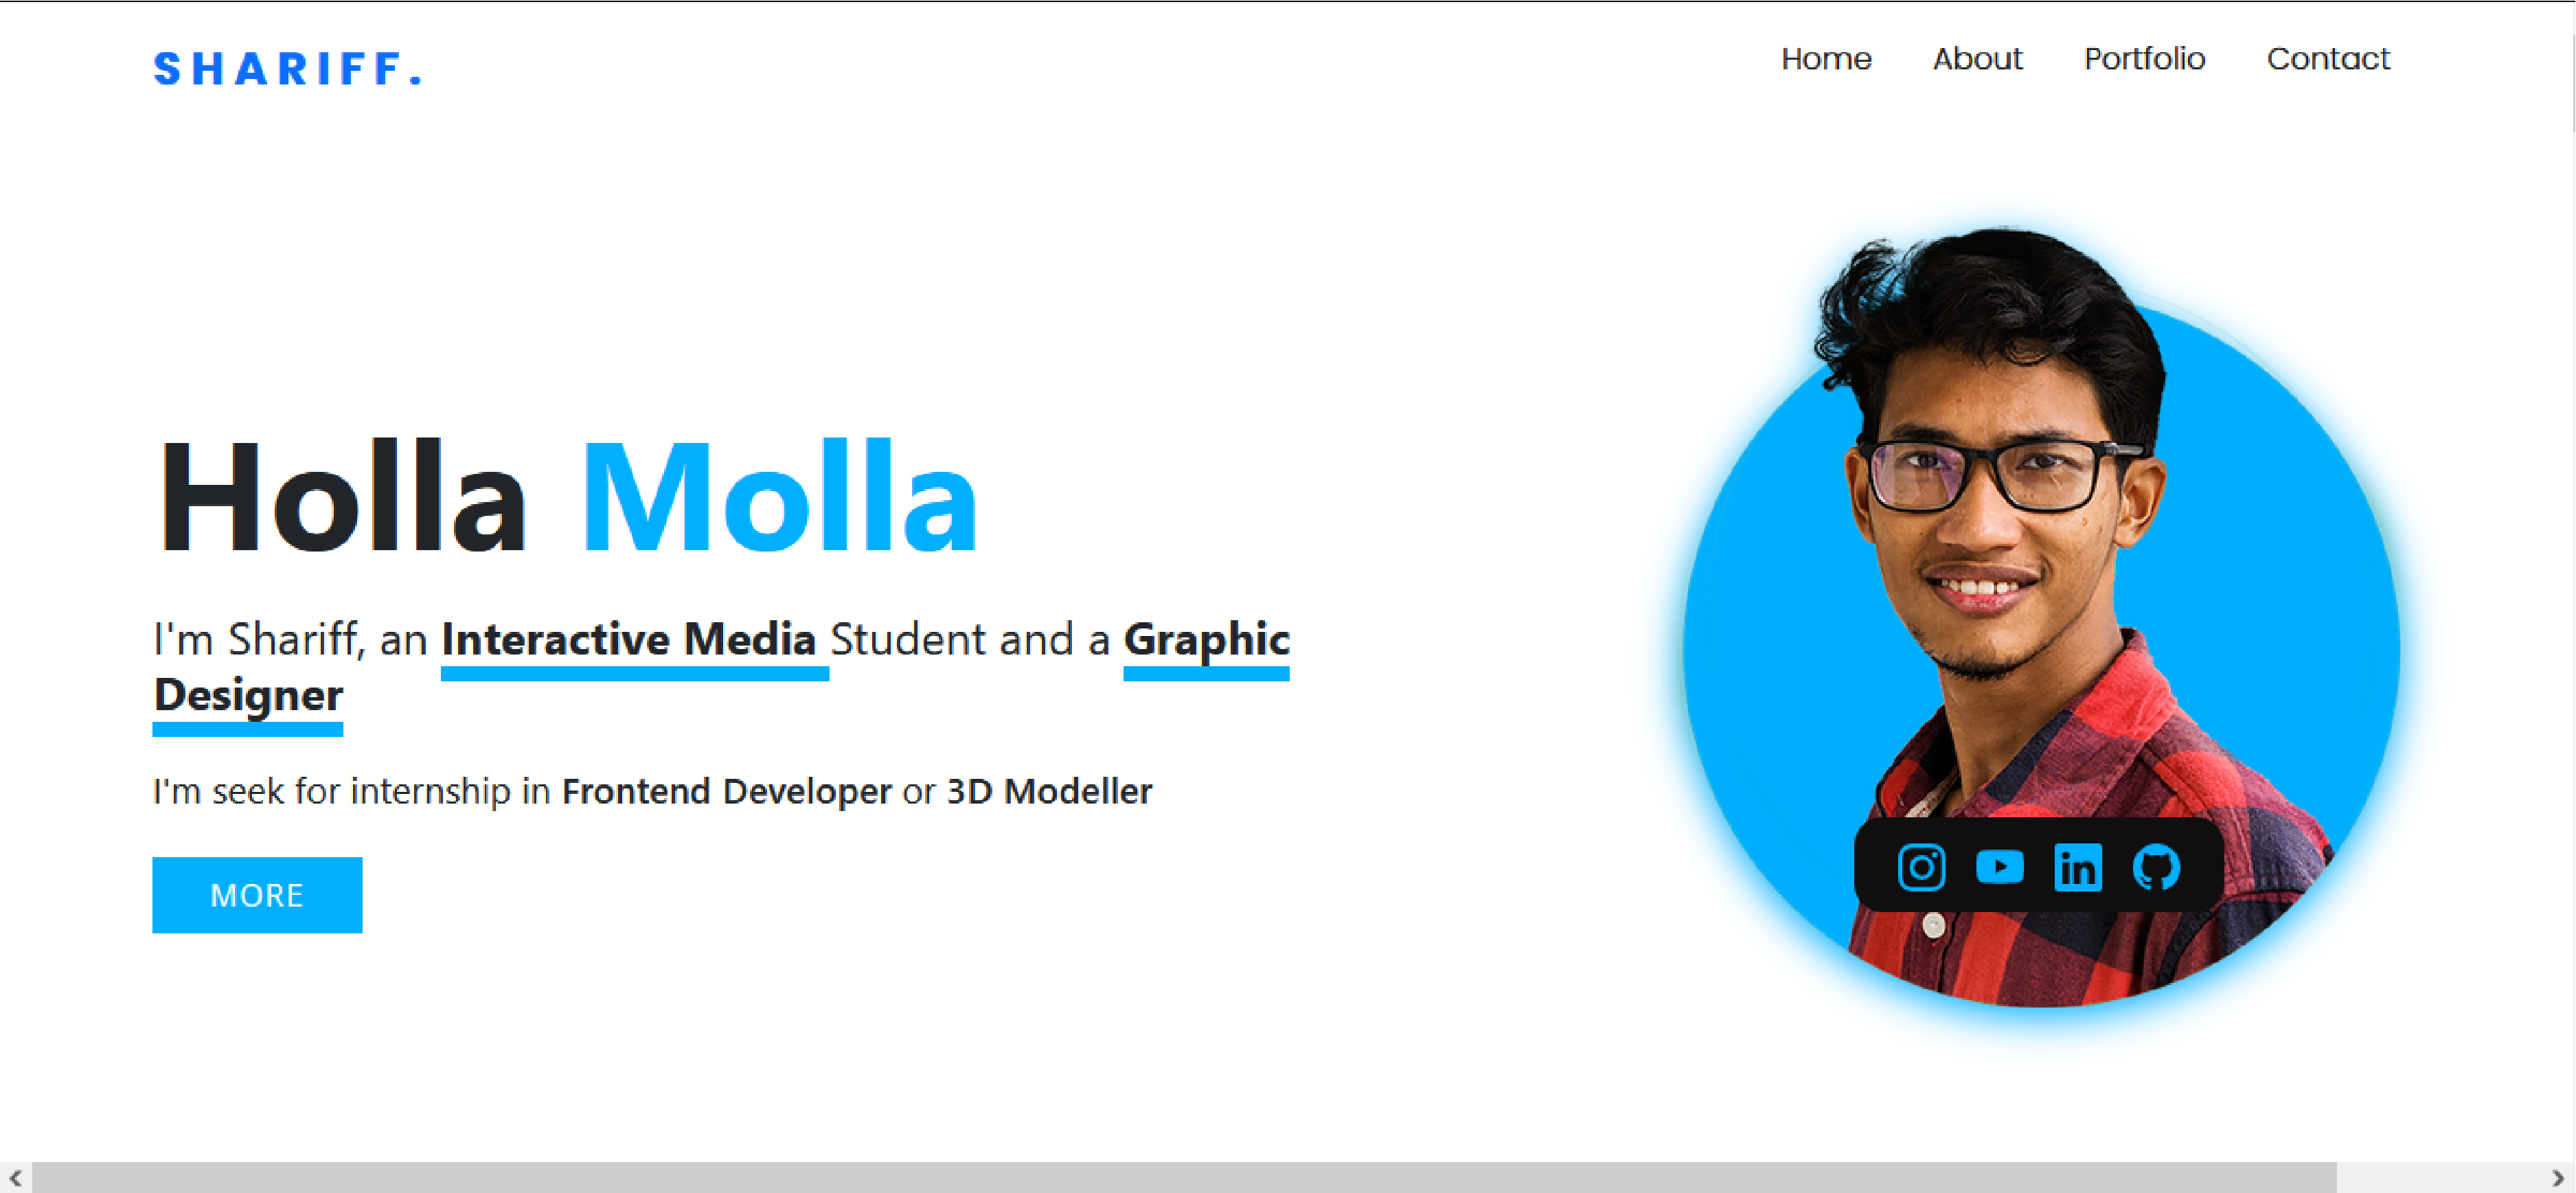 SHARIFF.
Home About Portfolio Contact
Holla Molla
I'm Shariff, an Interactive Media Student and a Graphic
Designer
I'm seek for internship in Frontend Developer or 3D Modeller
MORE
in